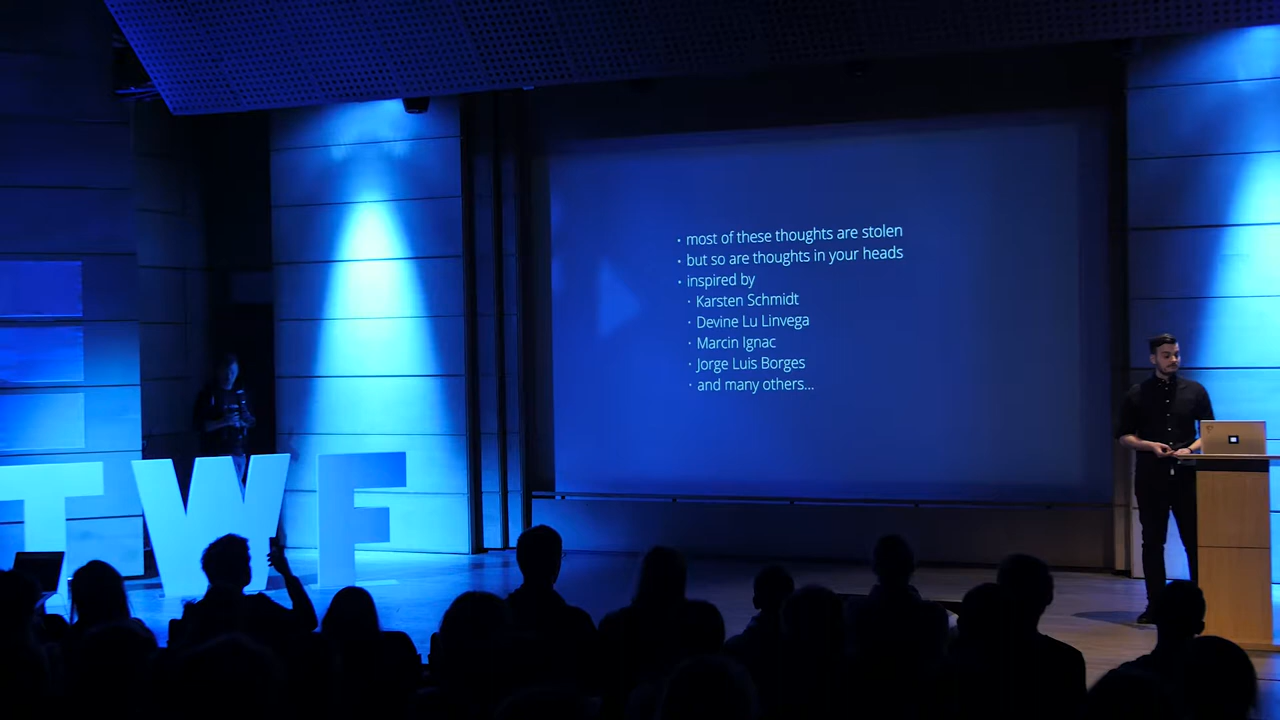 • most of these thoughts are stolen
• but so are thoughts in your heads
• inspired by
• Karsten Schmidt
• Devine Lu Linvega
• Marcin Ignac
• Jorge Luis Borges
• and many others...
TWF